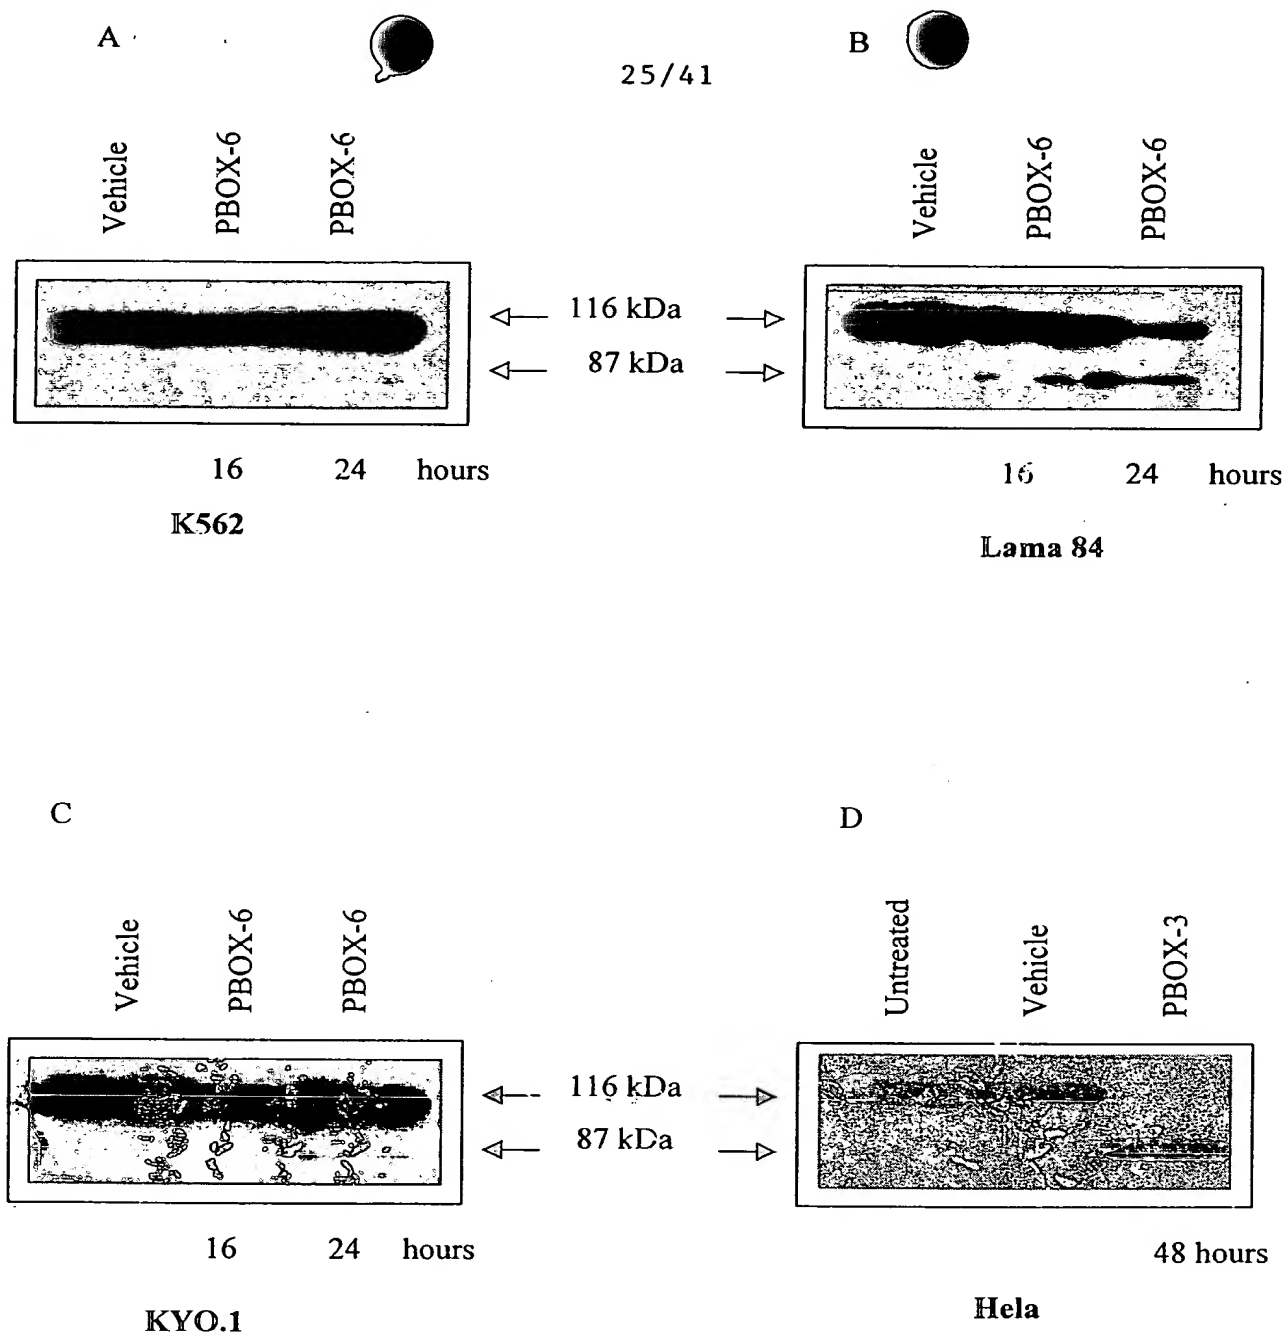 A
B
25/41
Vehicle
PBOX-6
PBOX-6
Vehicle
PBOX-6
PBOX-6
116 kDa
87 kDa
16 24 hours
K562
16 24 hours
Lama 84
C
D
Vehicle
PBOX-6
PBOX-6
Untreated
Vehicle
PBOX-3
116 kDa
87 kDa
16 24 hours
KYO.1
48 hours
Hela